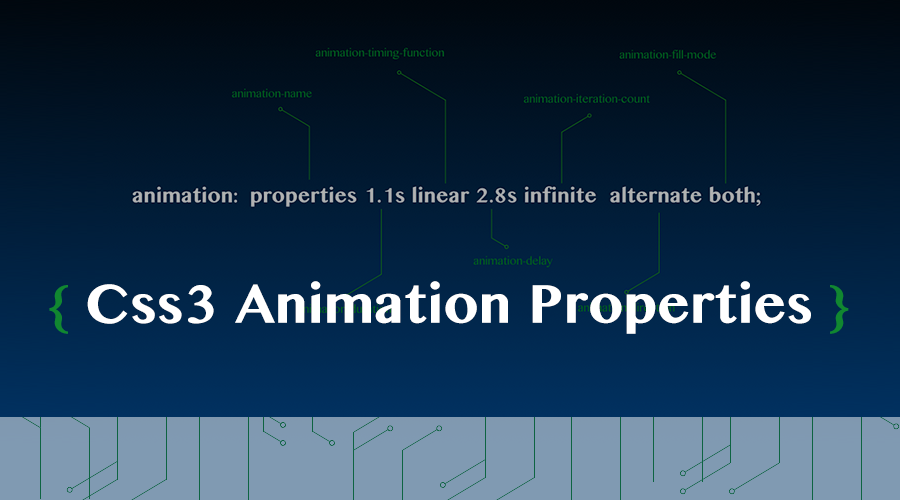 animation-timing-function
animation-fill-mode
animation-name
animation-iteration-count
animation: properties 1.1s linear 2.8s infinite alternate both;
animation-delay
{ Css3 Animation Properties }